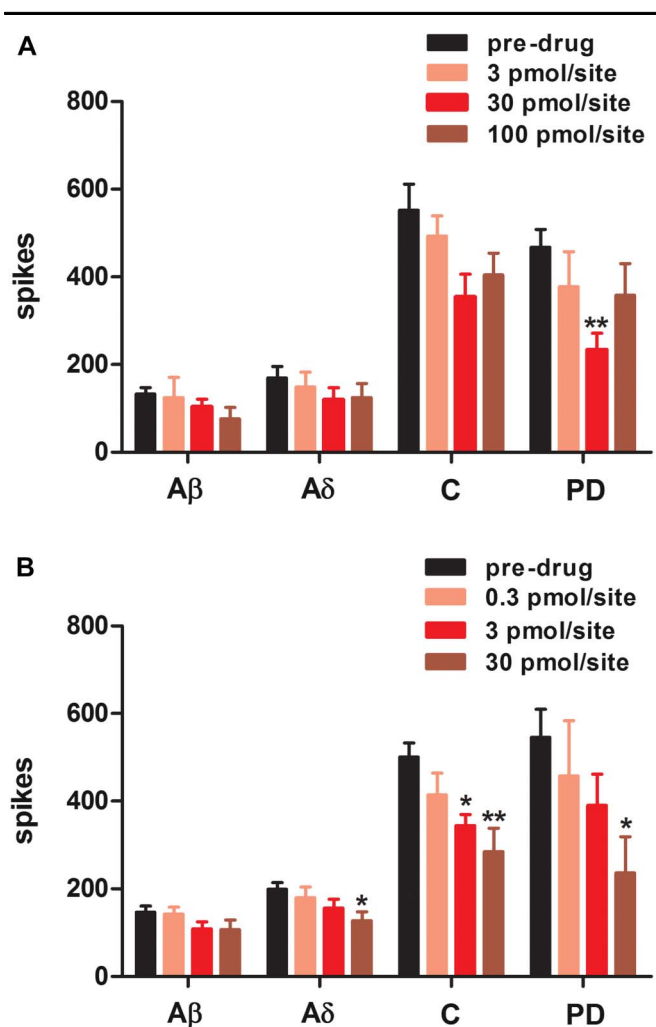 A
pre-drug
3 pmol/site
30 pmol/site
100 pmol/site
800
600
400
200
0
spikes
**
Aβ Aδ C PD
B
pre-drug
0.3 pmol/site
3 pmol/site
30 pmol/site
800
600
400
200
0
spikes
* * ** *
Aβ Aδ C PD